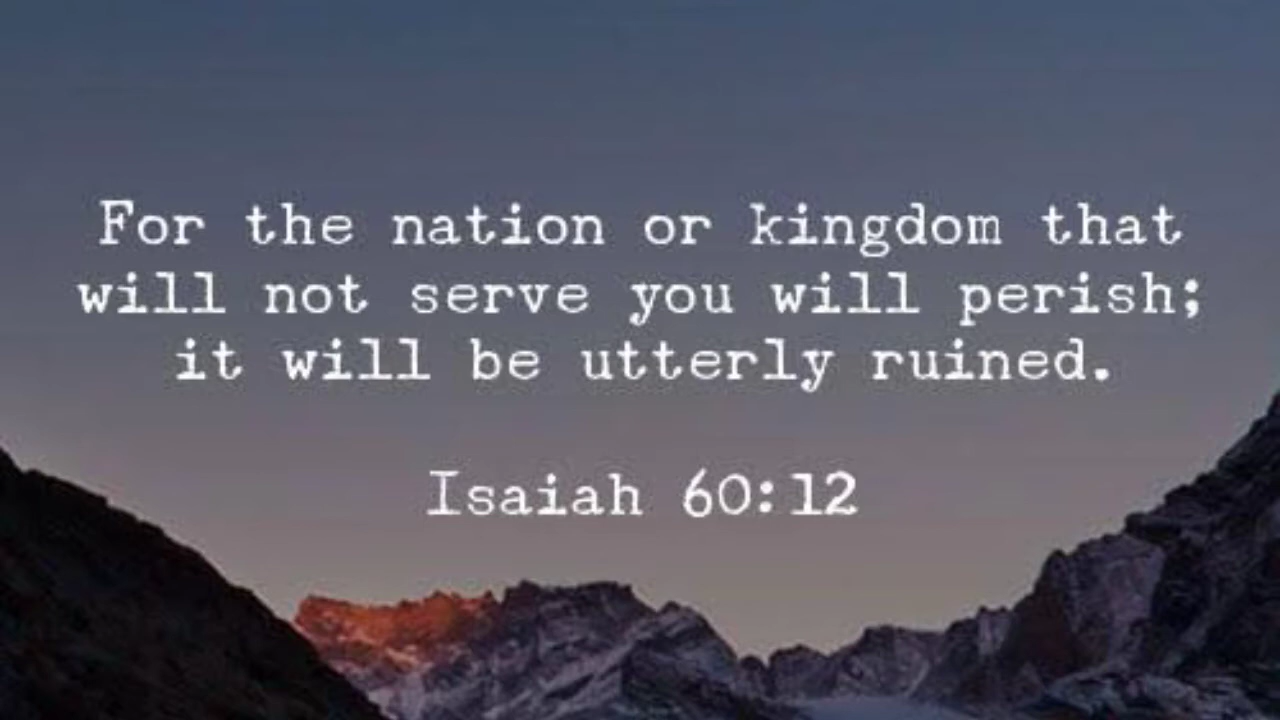 For the nation or kingdom that
will not serve you will perish;
it will be utterly ruined.
Isaiah 60:12